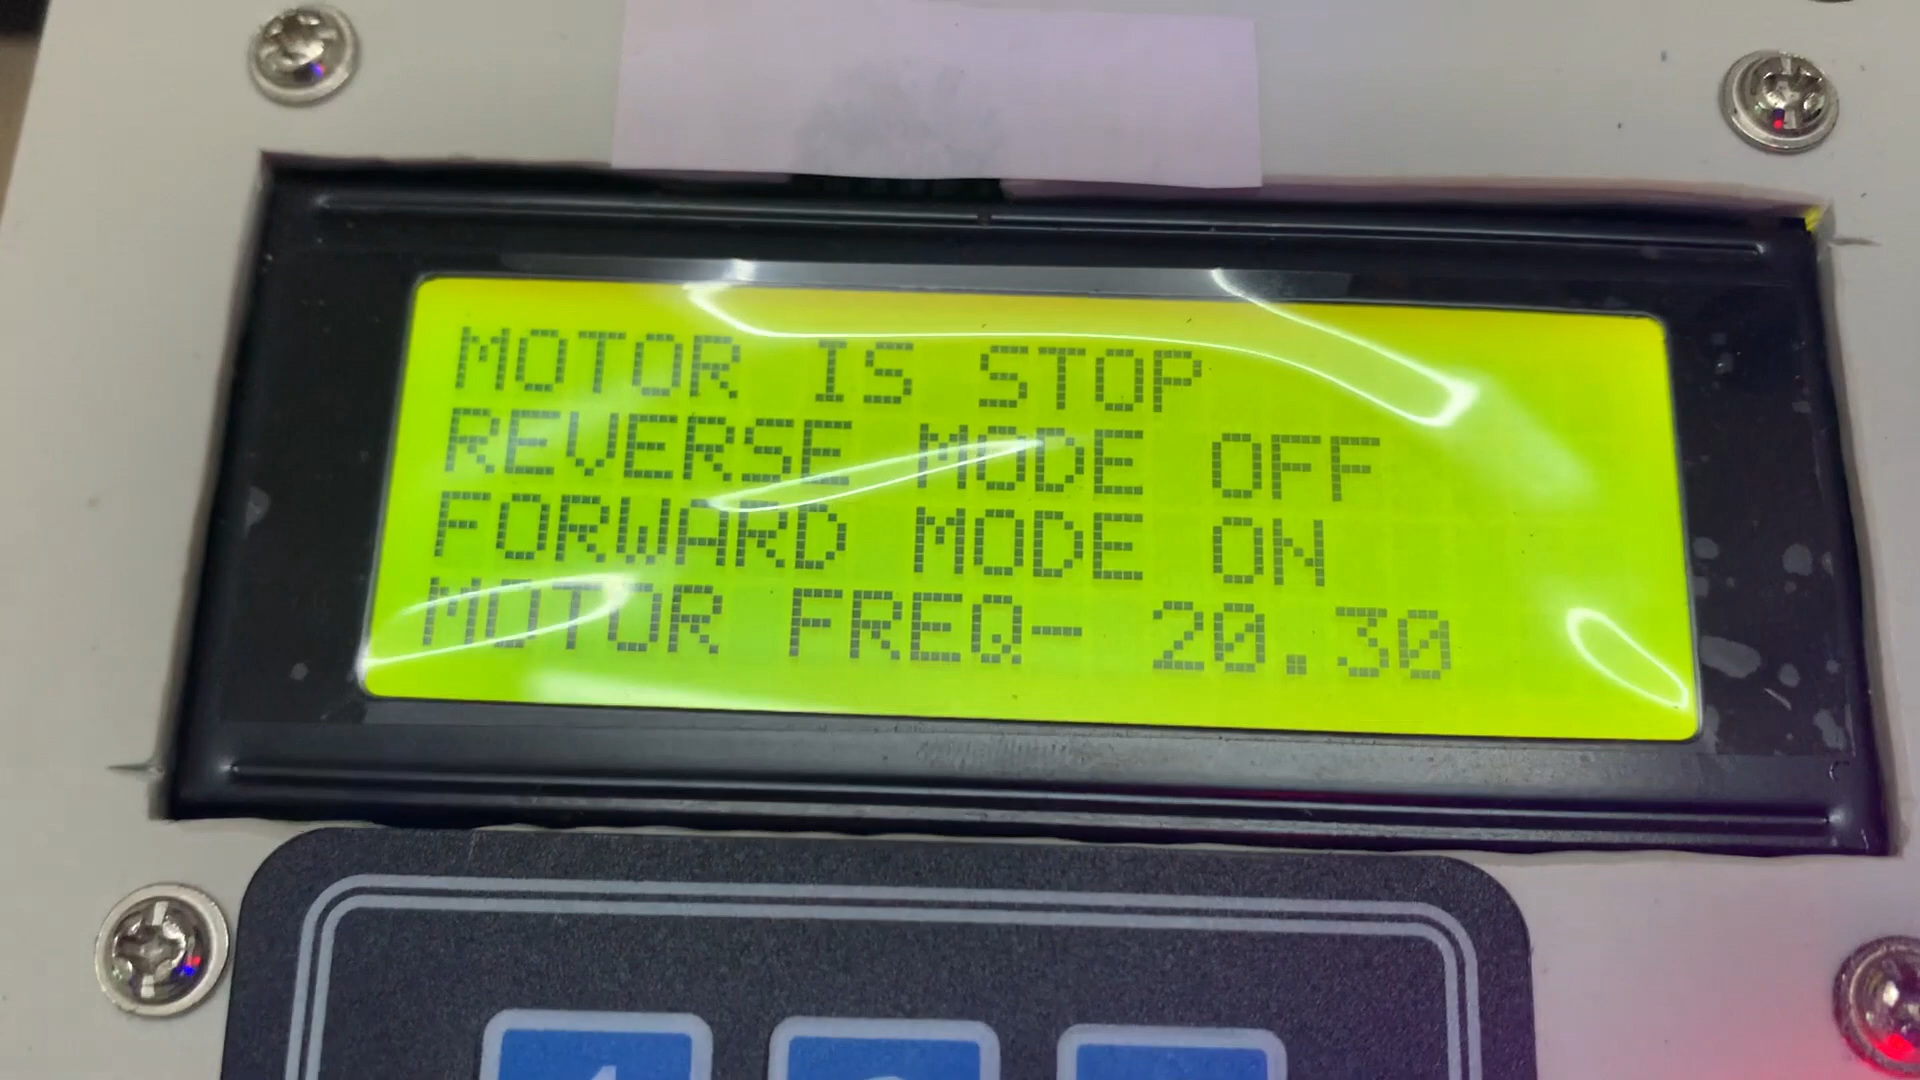 MOTOR IS STOP
REVERSE MODE OFF
FORWARD MODE ON
MOTOR FREQ- 20.30